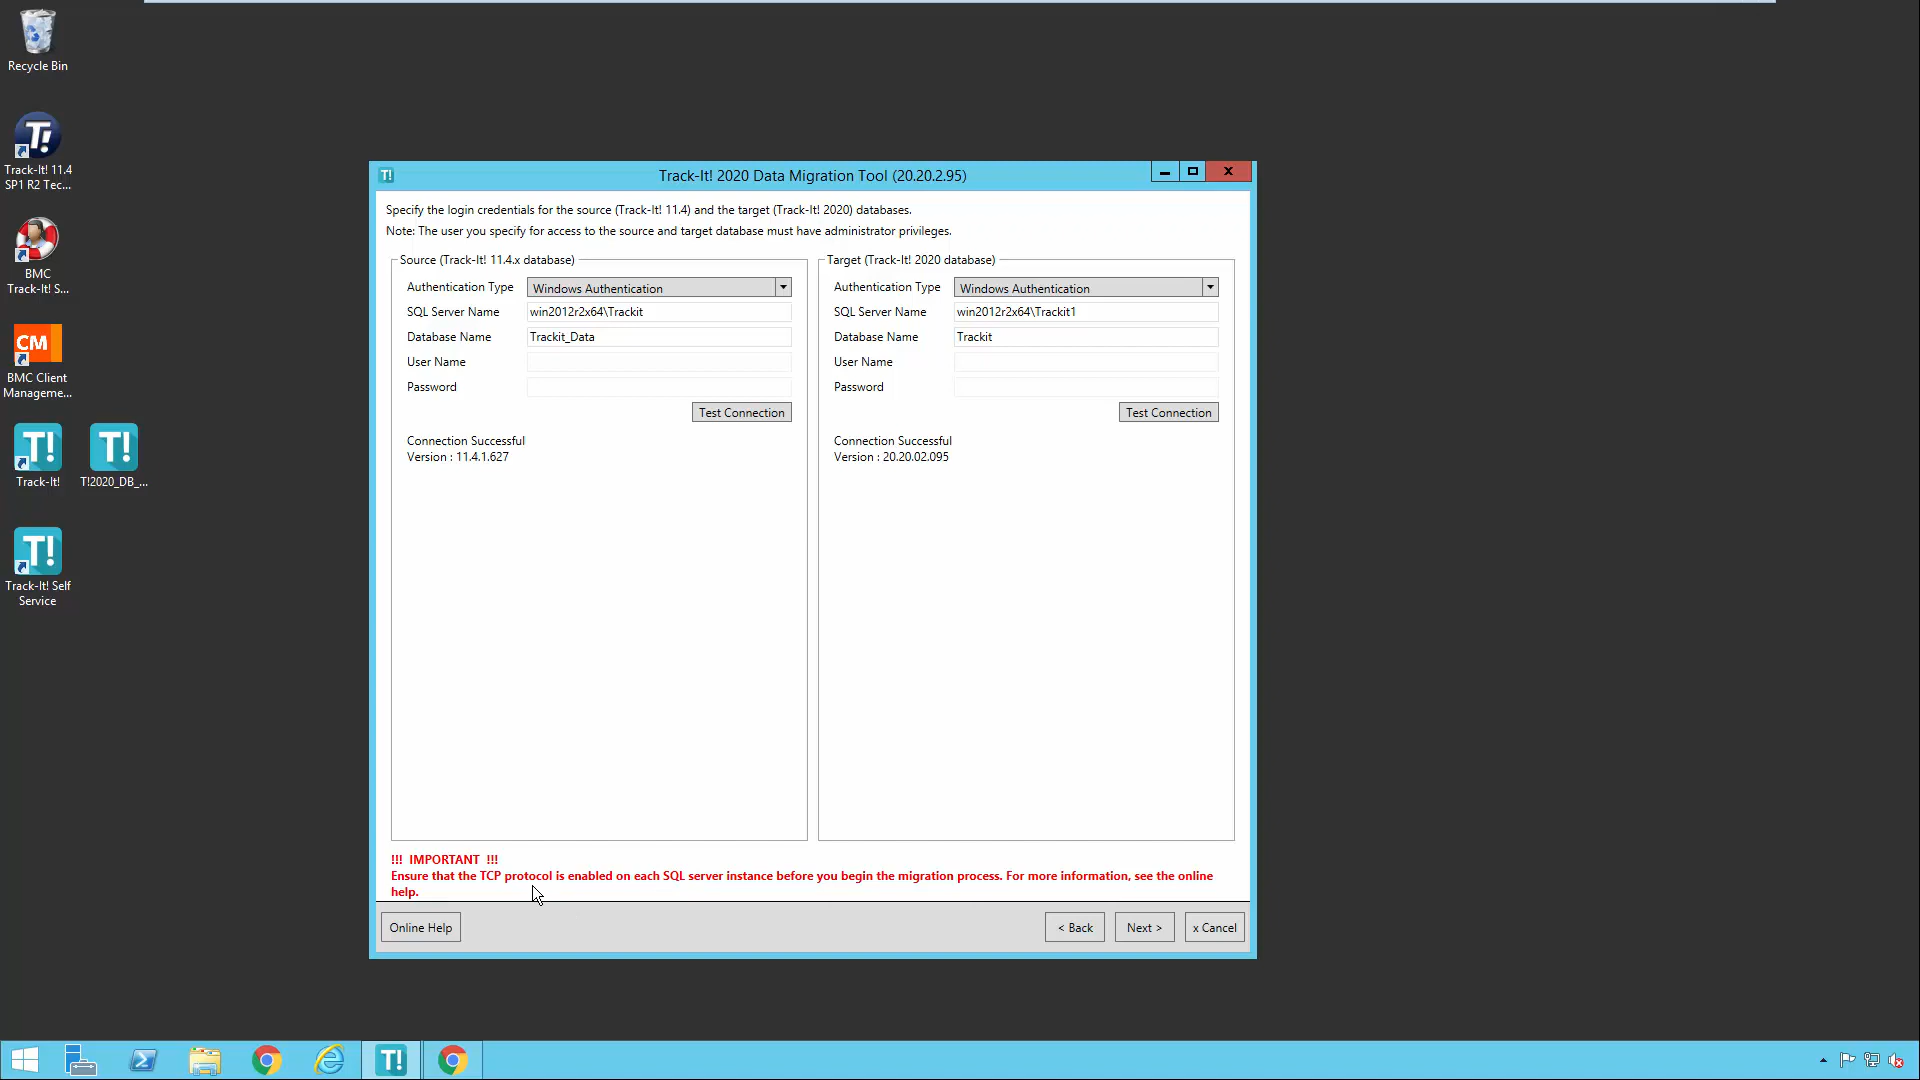 Recycle Bin
Track-It! 11.4
SP1 R2 Tec...
BMC
Track-It! S...
CM
BMC Client
Manageme...
Track-It!
T!2020_DB_...
Track-It! Self
Service
Track-It! 2020 Data Migration Tool (20.20.2.95)
Specify the login credentials for the source (Track-It! 11.4) and the target (Track-It! 2020) databases.
Note: The user you specify for access to the source and target database must have administrator privileges.
Source (Track-It! 11.4.x database)
Authentication Type Windows Authentication
SQL Server Name win2012r2x64\Trackit
Database Name Trackit_Data
User Name
Password
Test Connection
Connection Successful
Version : 11.4.1.627
Target (Track-It! 2020 database)
Authentication Type Windows Authentication
SQL Server Name win2012r2x64\Trackit1
Database Name Trackit
User Name
Password
Test Connection
Connection Successful
Version : 20.20.02.095
!!! IMPORTANT !!!
Ensure that the TCP protocol is enabled on each SQL server instance before you begin the migration process. For more information, see the online
help.
Online Help
< Back
Next >
x Cancel